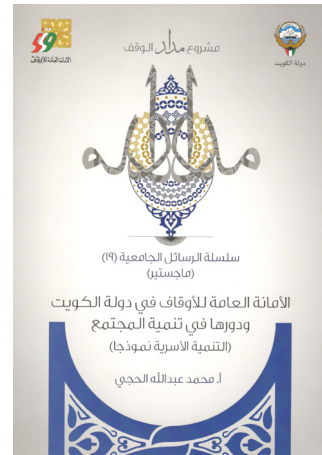 مشروع مداد الوقف
دولة الكويت
الأمانة العامة للأوقاف
مداد
سلسلة الرسائل الجامعية (١٩)
(ماجستير)
الأمانة العامة للأوقاف في دولة الكويت
ودورها في تنمية المجتمع
(التنمية الأسرية نموذجا)
أ. محمد عبدالله الحجي